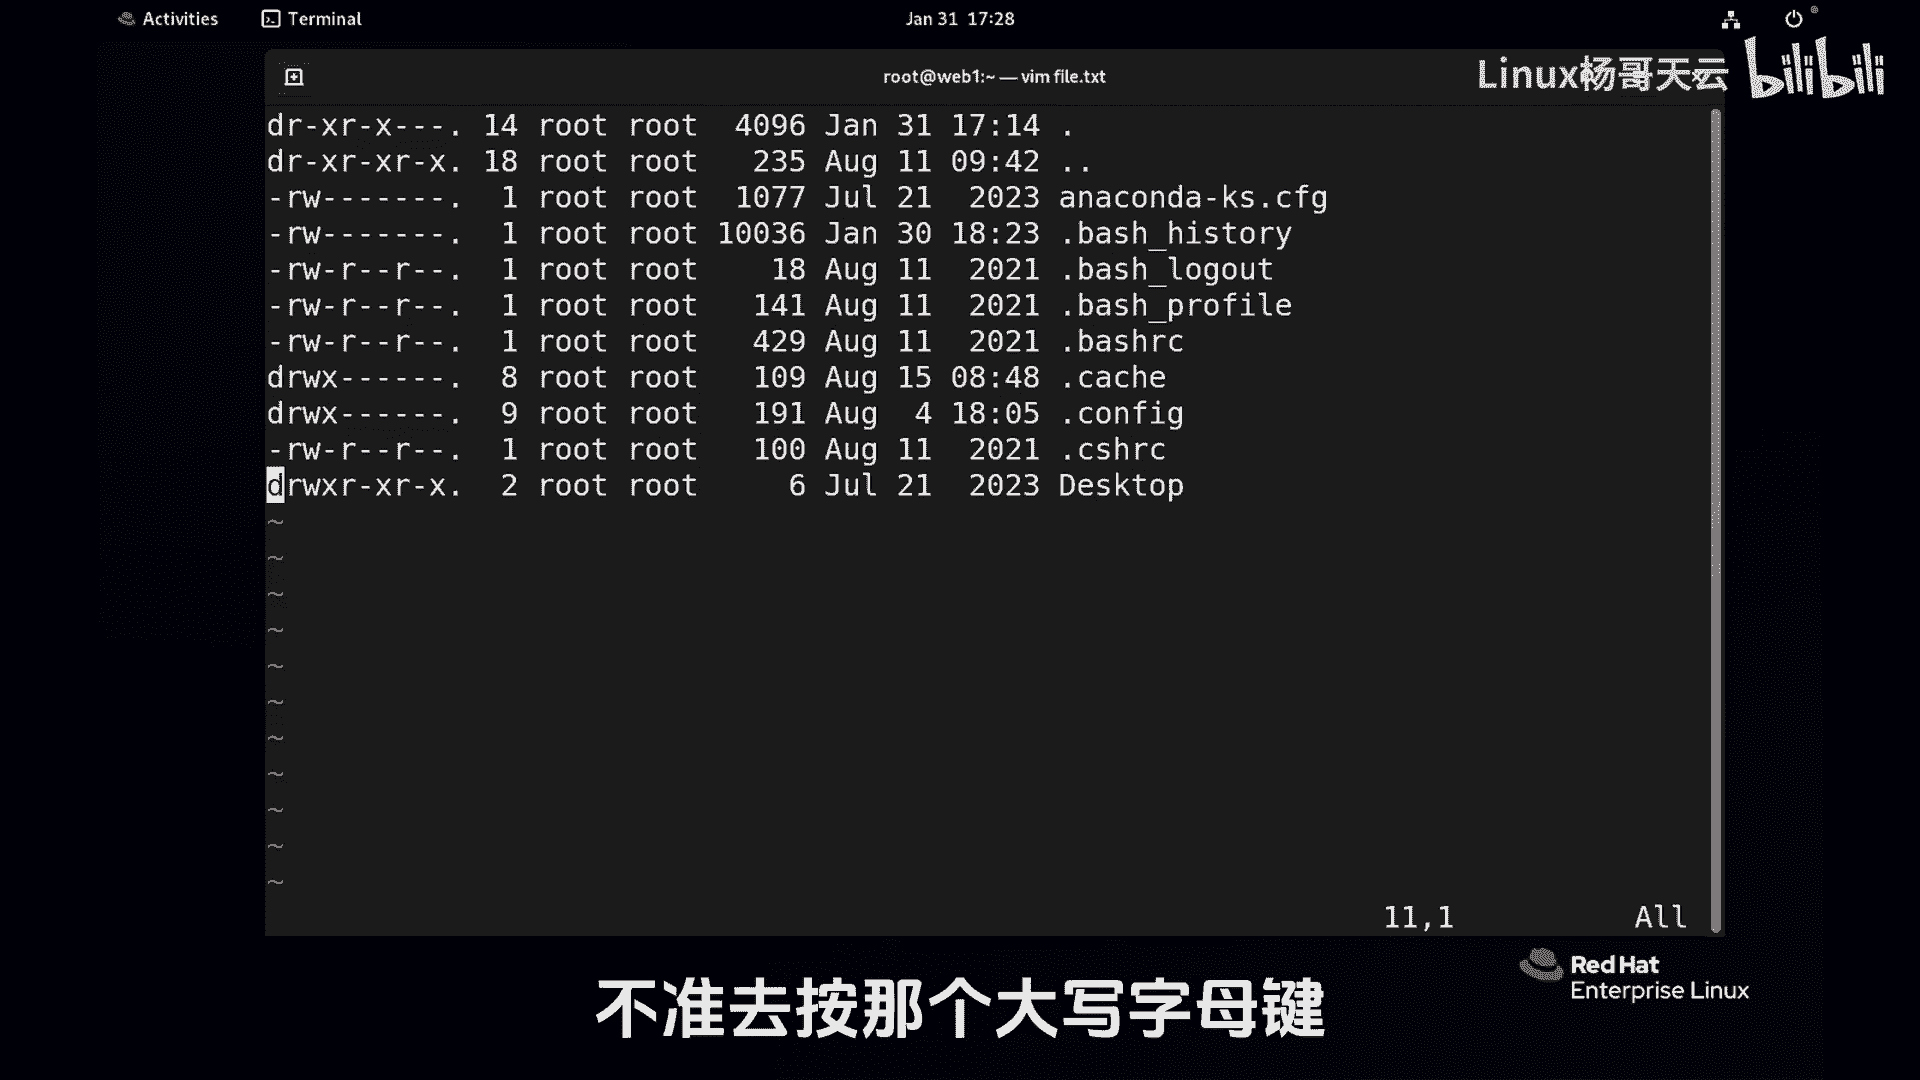 Activities
Terminal
Jan 31 17:28
root@web1:~ — vim file.txt
Linux杨哥天云 bilibili
dr-xr-x---. 14 root root  4096 Jan 31 17:14 .
dr-xr-xr-x. 18 root root   235 Aug 11 09:42 ..
-rw-------.  1 root root  1077 Jul 21  2023 anaconda-ks.cfg
-rw-------.  1 root root 10036 Jan 30 18:23 .bash_history
-rw-r--r--.  1 root root    18 Aug 11  2021 .bash_logout
-rw-r--r--.  1 root root   141 Aug 11  2021 .bash_profile
-rw-r--r--.  1 root root   429 Aug 11  2021 .bashrc
drwx------.  8 root root   109 Aug 15 08:48 .cache
drwx------.  9 root root   191 Aug  4 18:05 .config
-rw-r--r--.  1 root root   100 Aug 11  2021 .cshrc
drwxr-xr-x.  2 root root     6 Jul 21  2023 Desktop
~
~
~
~
~
~
~
~
~
~
~
11,1 All
Red Hat
Enterprise Linux
不准去按那个大写字母键